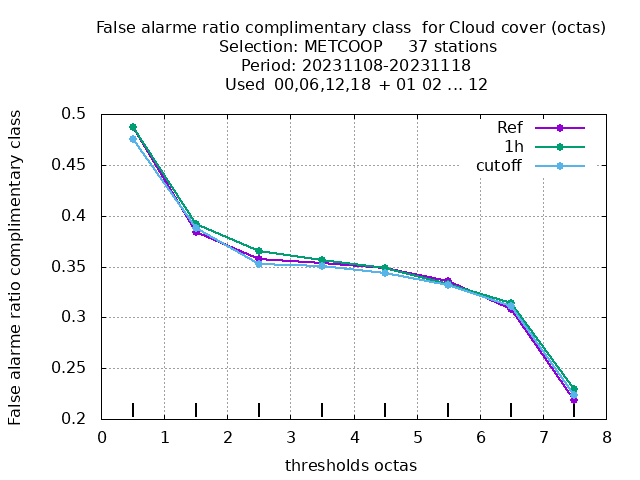 False alarme ratio complimentary class  for Cloud cover (octas)
Selection: METCOOP     37 stations
Period: 20231108-20231118
Used  00,06,12,18 + 01 02 ... 12
False alarme ratio complimentary class
0.5
0.45
0.4
0.35
0.3
0.25
0.2
Ref
1h
cutoff
0 1 2 3 4 5 6 7 8
thresholds octas